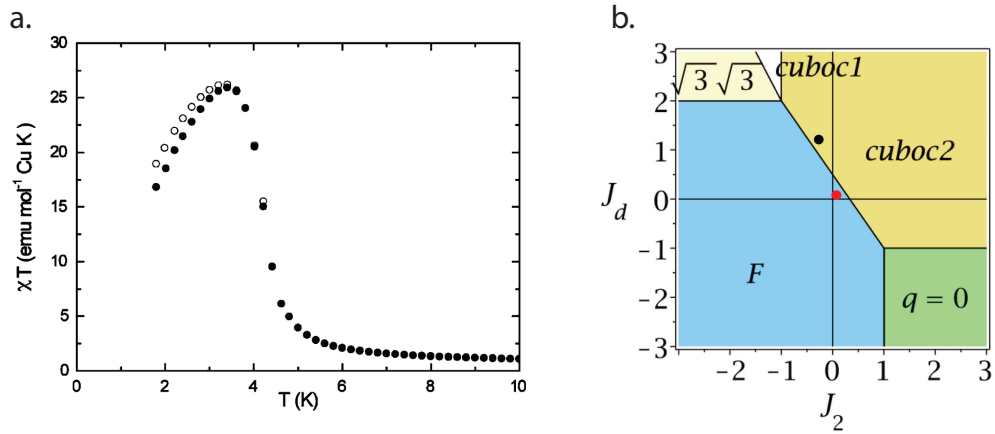 a.
30
25
20
15
10
5
0
χT (emu mol⁻¹ Cu K)
0 2 4 6 8 10
T (K)
b.
3
2
1
0
-1
-2
-3
J_d
√3 √3
cuboc1
cuboc2
F
q = 0
-2 -1 0 1 2 3
J_2